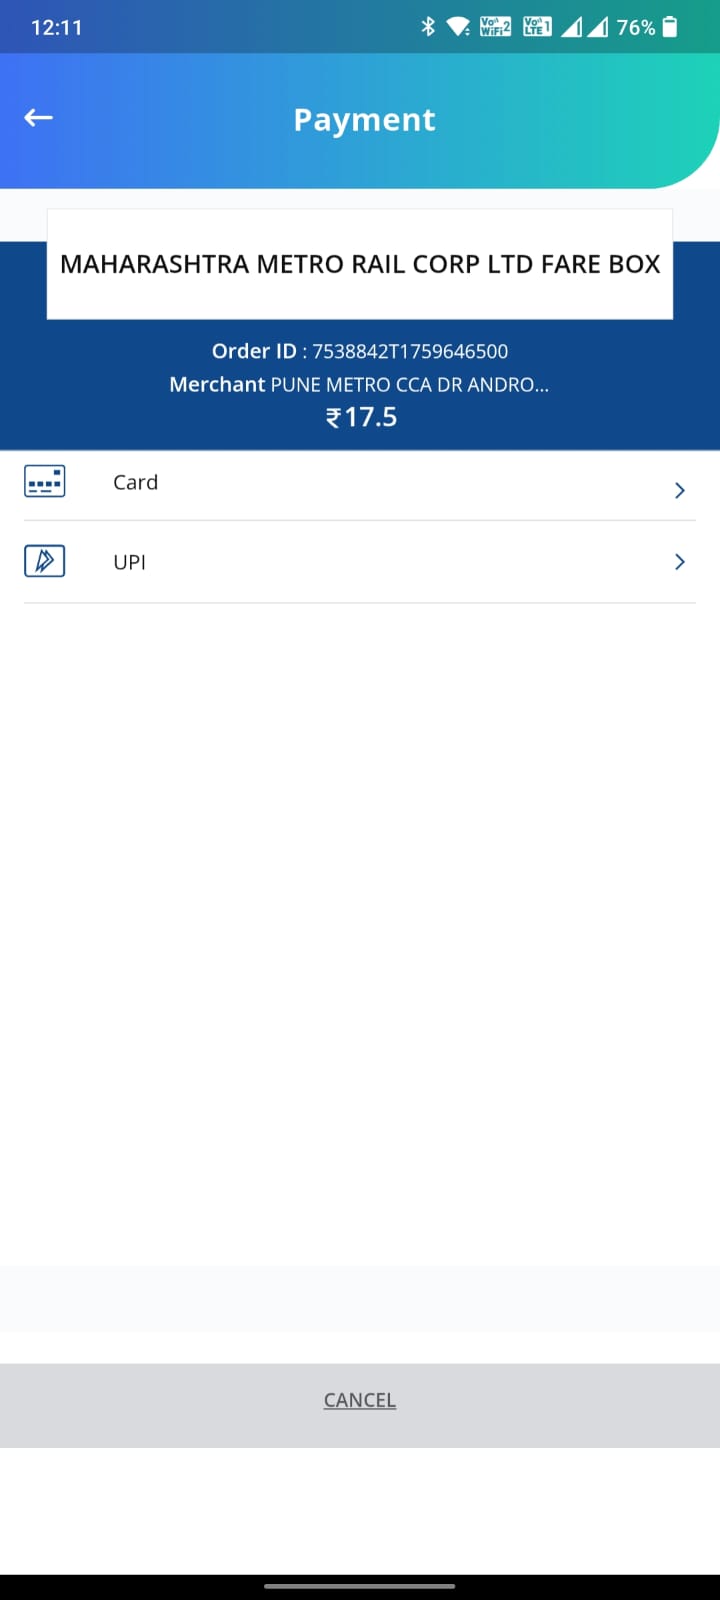 12:11
Vo)) WiFi 2
Vo)) LTE 1
76%
Payment
MAHARASHTRA METRO RAIL CORP LTD FARE BOX
Order ID : 7538842T1759646500
Merchant PUNE METRO CCA DR ANDRO...
₹17.5
Card
UPI
CANCEL